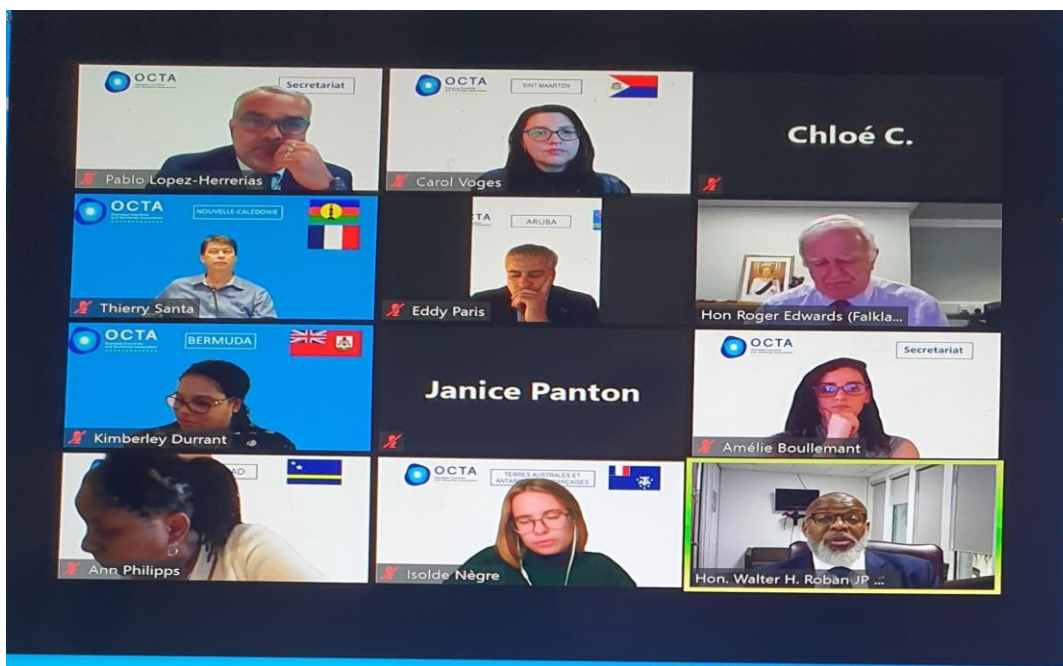 OCTA
Secretariat
Pablo Lopez-Herrerias
OCTA
SINT MAARTEN
Carol Voges
Chloé C.
OCTA
NOUVELLE-CALÉDONIE
Thierry Santa
TA
ARUBA
Eddy Paris
Hon Roger Edwards (Falkla...
OCTA
BERMUDA
Kimberley Durrant
Janice Panton
OCTA
Secretariat
Amélie Boullemant
AO
Ann Philipps
OCTA
TERRES AUSTRALES ET
Isolde Nègre
Hon. Walter H. Roban JP ...